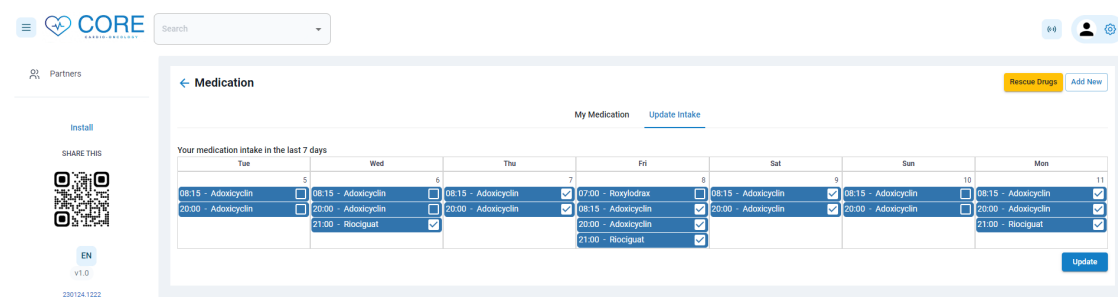 CORE
CARDIO-ONCOLOGY
Search
Partners
Install
SHARE THIS
EN
v1.0
230124.1222
Medication
Rescue Drugs
Add New
My Medication
Update Intake
Your medication intake in the last 7 days
Tue Wed Thu Fri Sat Sun Mon
5 6 7 8 9 10 11
08:15 - Adoxicyclin 08:15 - Adoxicyclin 08:15 - Adoxicyclin 07:00 - Roxylodrax 08:15 - Adoxicyclin 08:15 - Adoxicyclin 08:15 - Adoxicyclin
20:00 - Adoxicyclin 20:00 - Adoxicyclin 20:00 - Adoxicyclin 08:15 - Adoxicyclin 20:00 - Adoxicyclin 20:00 - Adoxicyclin 20:00 - Adoxicyclin
21:00 - Riociguat 20:00 - Adoxicyclin 21:00 - Riociguat
21:00 - Riociguat
Update